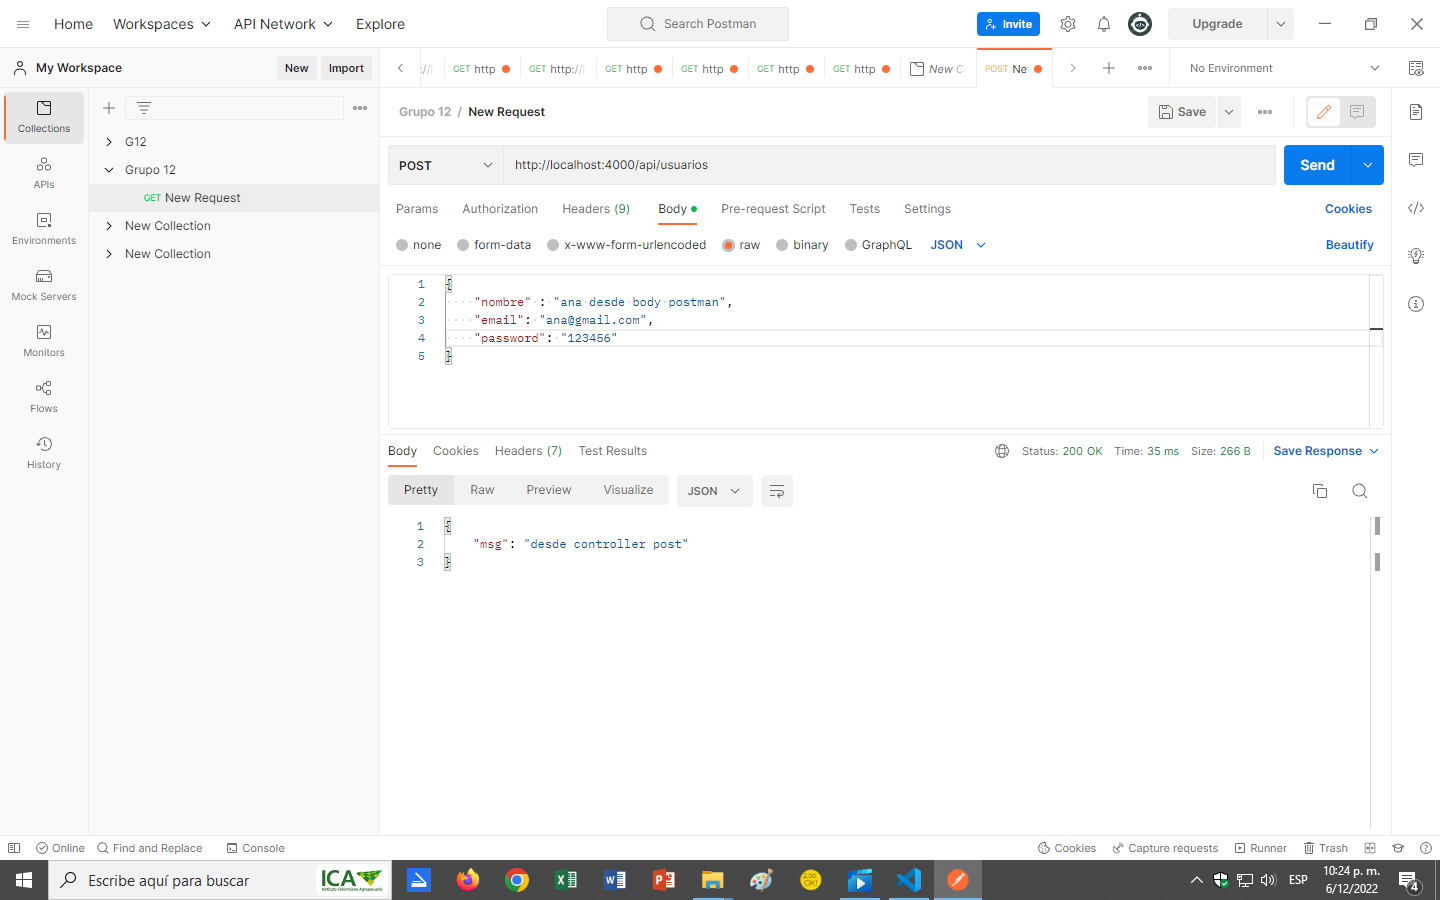 Home Workspaces API Network Explore Search Postman Invite Upgrade
My Workspace New Import GET http GET http:// GET http GET http GET http GET http New C POST Ne No Environment
Collections
APIs
Environments
Mock Servers
Monitors
Flows
History
G12
Grupo 12
GET New Request
New Collection
New Collection
Grupo 12 / New Request Save
POST http://localhost:4000/api/usuarios Send
Params Authorization Headers (9) Body Pre-request Script Tests Settings Cookies
none form-data x-www-form-urlencoded raw binary GraphQL JSON Beautify
1 {
2 "nombre" : "ana desde body postman",
3 "email": "ana@gmail.com",
4 "password": "123456"
5 }
Body Cookies Headers (7) Test Results Status: 200 OK Time: 35 ms Size: 266 B Save Response
Pretty Raw Preview Visualize JSON
1 {
2 "msg": "desde controller post"
3 }
Online Find and Replace Console Cookies Capture requests Runner Trash
Escribe aquí para buscar ICA ESP 10:24 p. m.
6/12/2022 4